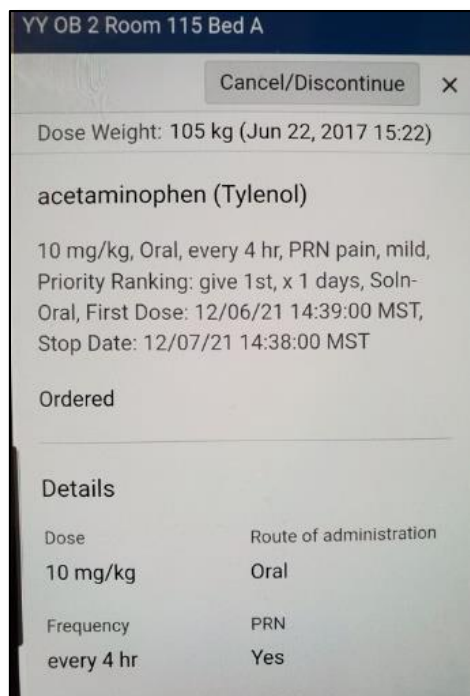 YY OB 2 Room 115 Bed A
Cancel/Discontinue ×
Dose Weight: 105 kg (Jun 22, 2017 15:22)
acetaminophen (Tylenol)
10 mg/kg, Oral, every 4 hr, PRN pain, mild,
Priority Ranking: give 1st, x 1 days, Soln-
Oral, First Dose: 12/06/21 14:39:00 MST,
Stop Date: 12/07/21 14:38:00 MST
Ordered
Details
Dose Route of administration
10 mg/kg Oral
Frequency PRN
every 4 hr Yes